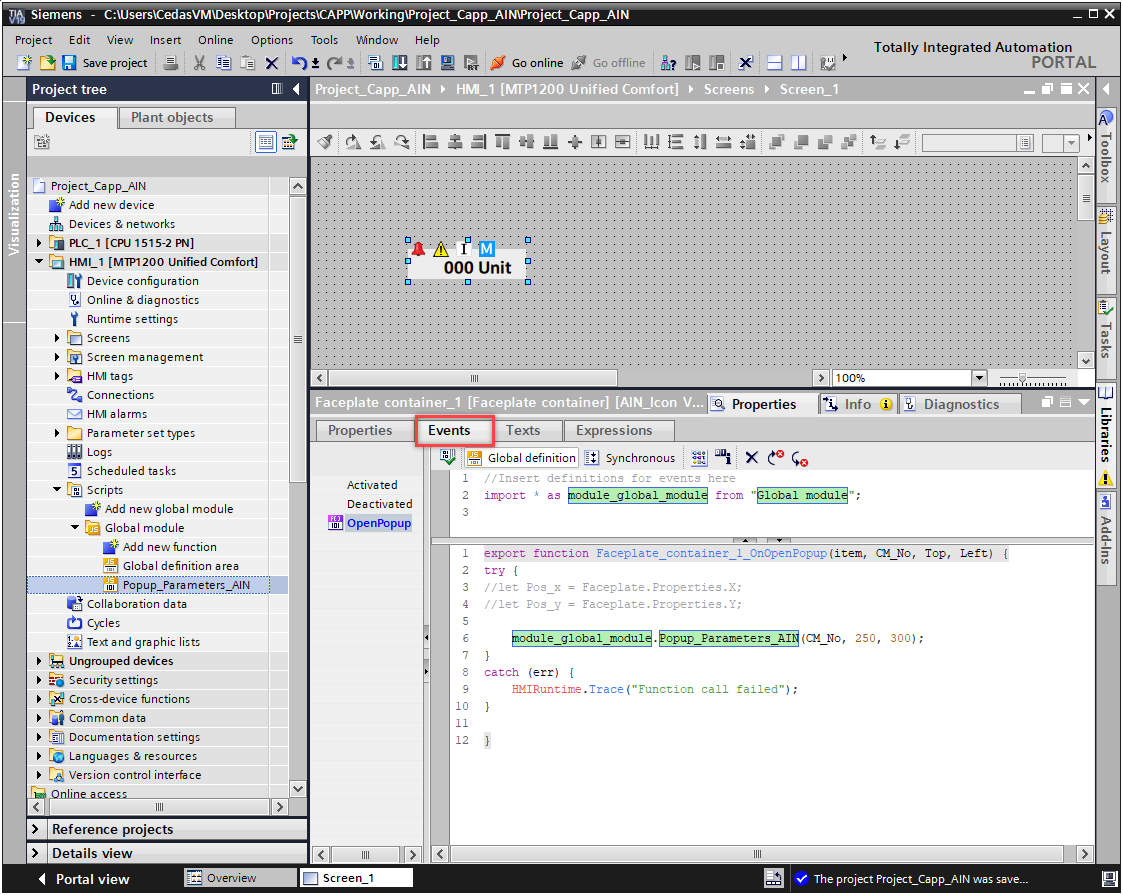 Siemens - C:\Users\CedasVM\Desktop\Projects\CAPP\Working\Project_Capp_AIN\Project_Capp_AIN
Project Edit View Insert Online Options Tools Window Help
Totally Integrated Automation
PORTAL
Save project Go online Go offline
Project tree
Project_Capp_AIN HMI_1 [MTP1200 Unified Comfort] Screens Screen_1
Devices Plant objects
Visualization
Project_Capp_AIN
Add new device
Devices & networks
PLC_1 [CPU 1515-2 PN]
HMI_1 [MTP1200 Unified Comfort]
Device configuration
Online & diagnostics
Runtime settings
Screens
Screen management
HMI tags
Connections
HMI alarms
Parameter set types
Logs
Scheduled tasks
Scripts
Add new global module
Global module
Add new function
Global definition area
Popup_Parameters_AIN
Collaboration data
Cycles
Text and graphic lists
Ungrouped devices
Security settings
Cross-device functions
Common data
Documentation settings
Languages & resources
Version control interface
Online access
Reference projects
Details view
I M
000 Unit
100%
Faceplate container_1 [Faceplate container] [AIN_Icon V... Properties Info Diagnostics
Properties Events Texts Expressions
Global definition Synchronous
Activated
Deactivated
OpenPopup
1 //Insert definitions for events here
2 import * as module_global_module from "Global module";
3
1 export function Faceplate_container_1_OnOpenPopup(item, CM_No, Top, Left) {
2 try {
3 //let Pos_x = Faceplate.Properties.X;
4 //let Pos_y = Faceplate.Properties.Y;
5
6 module_global_module.Popup_Parameters_AIN(CM_No, 250, 300);
7 }
8 catch (err) {
9 HMIRuntime.Trace("Function call failed");
10 }
11
12 }
Toolbox
Layout
Tasks
Libraries
Add-Ins
Portal view Overview Screen_1 The project Project_Capp_AIN was save...